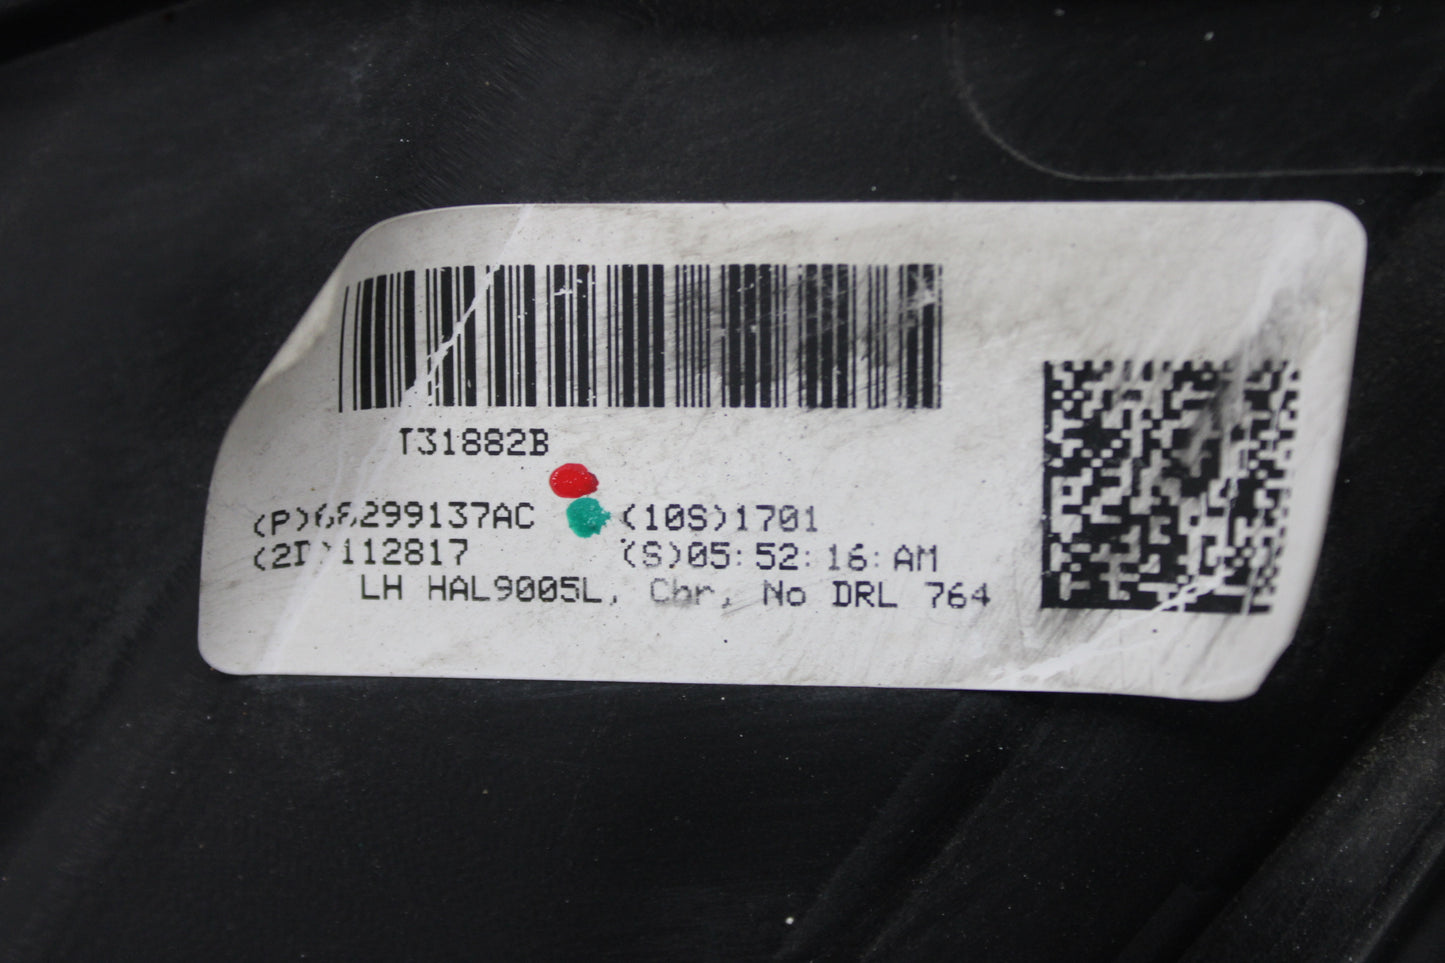 T31882B
(P)68299137AC (10S)1701
(2D)112817 (S)05:52:16:AM
LH HAL9005L, Chr, No DRL 764